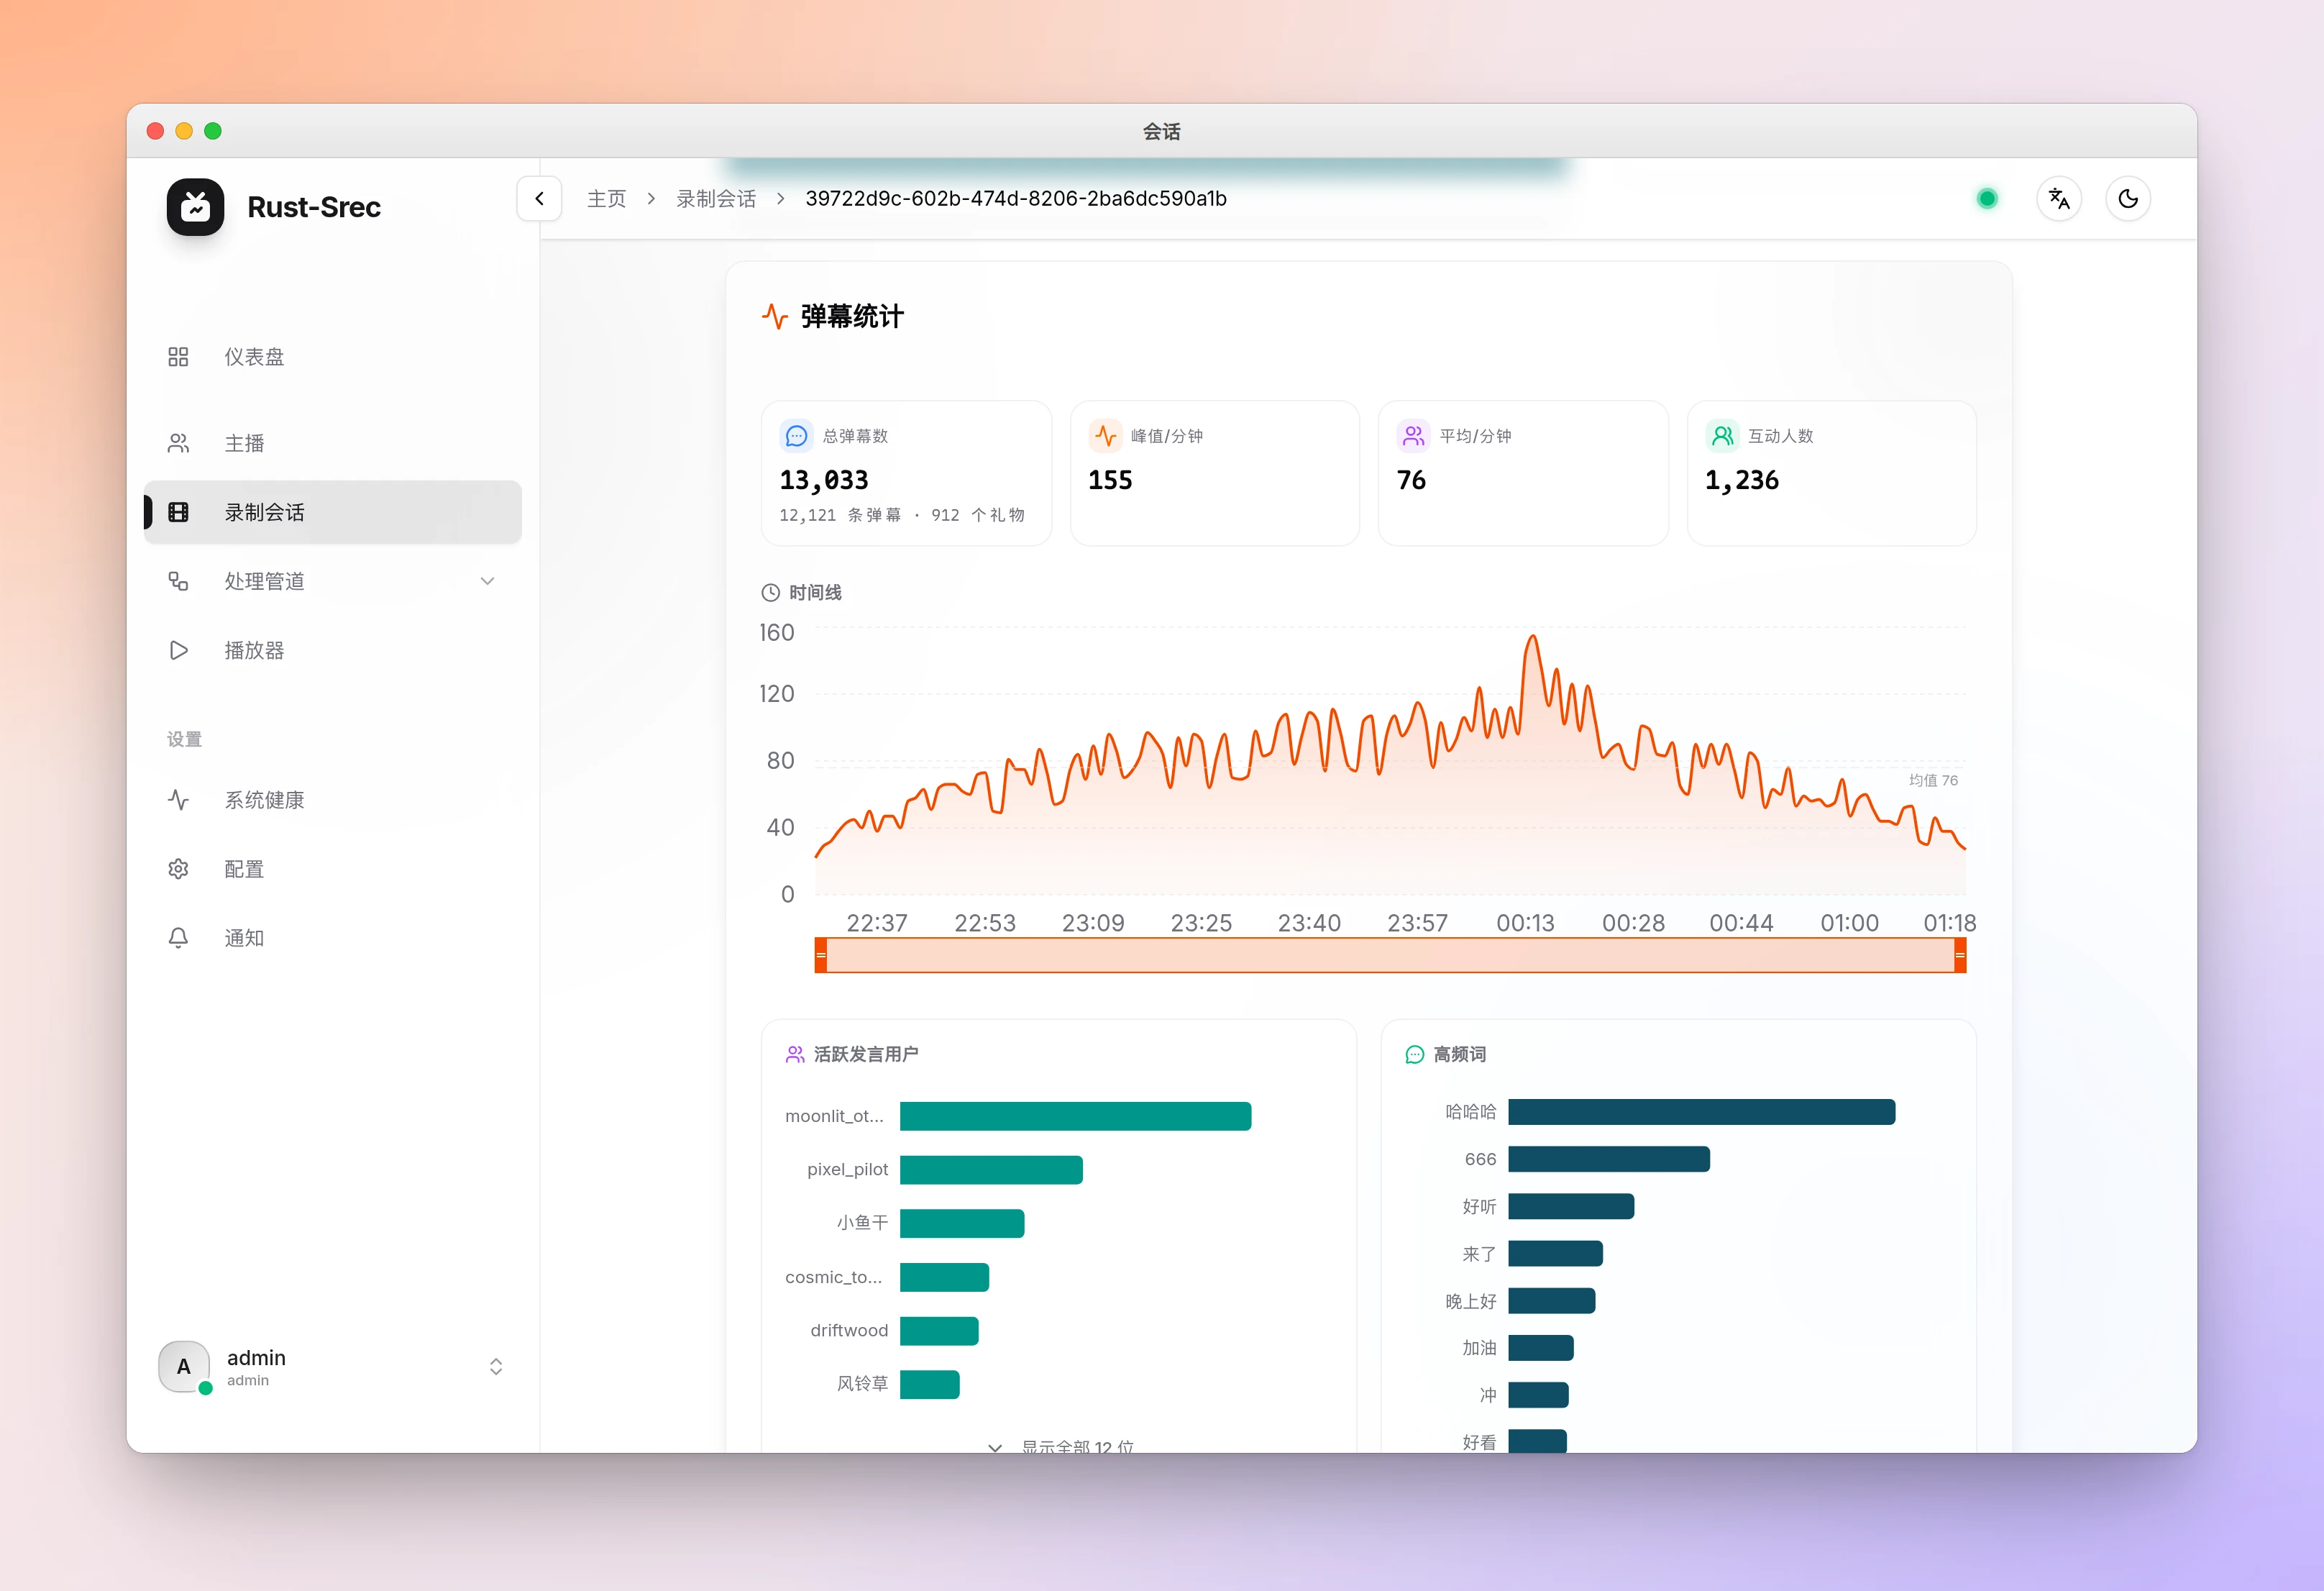 会话
Rust-Srec
主页 > 录制会话 > 39722d9c-602b-474d-8206-2ba6dc590a1b
仪表盘
主播
录制会话
处理管道
播放器
设置
系统健康
配置
通知
A
admin
admin
弹幕统计
总弹幕数
13,033
12,121 条弹幕 · 912 个礼物
峰值/分钟
155
平均/分钟
76
互动人数
1,236
时间线
160
120
80
40
0
均值 76
22:37 22:53 23:09 23:25 23:40 23:57 00:13 00:28 00:44 01:00 01:18
活跃发言用户
moonlit_ot...
pixel_pilot
小鱼干
cosmic_to...
driftwood
风铃草
显示全部 12 位
高频词
哈哈哈
666
好听
来了
晚上好
加油
冲
好看